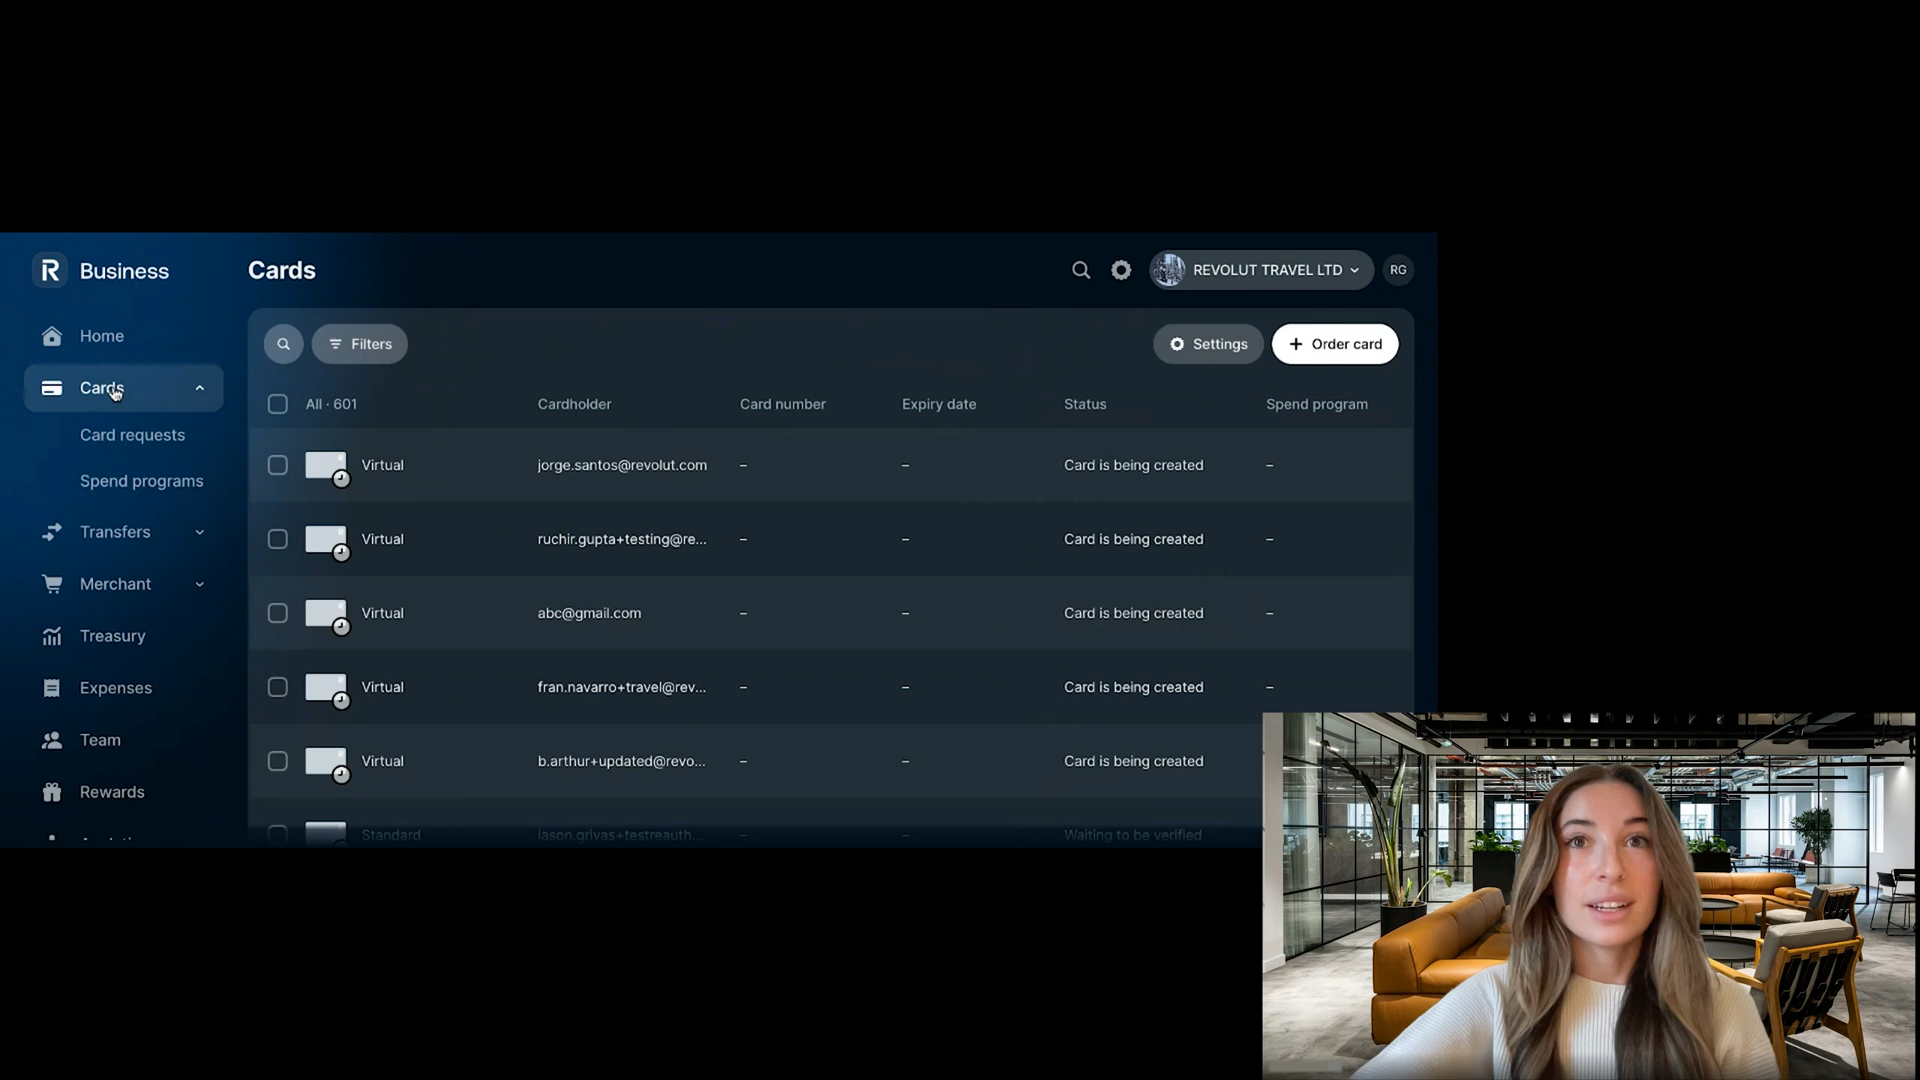 R Business
Cards
REVOLUT TRAVEL LTD
RG
Home
Cards
Card requests
Spend programs
Transfers
Merchant
Treasury
Expenses
Team
Rewards
Filters
Settings
+ Order card
All · 601 Cardholder Card number Expiry date Status Spend program
Virtual jorge.santos@revolut.com – – Card is being created –
Virtual ruchir.gupta+testing@re... – – Card is being created –
Virtual abc@gmail.com – – Card is being created –
Virtual fran.navarro+travel@rev... – – Card is being created –
Virtual b.arthur+updated@revo... – – Card is being created
Standard jason.grivas+testreauth... – – Waiting to be verified